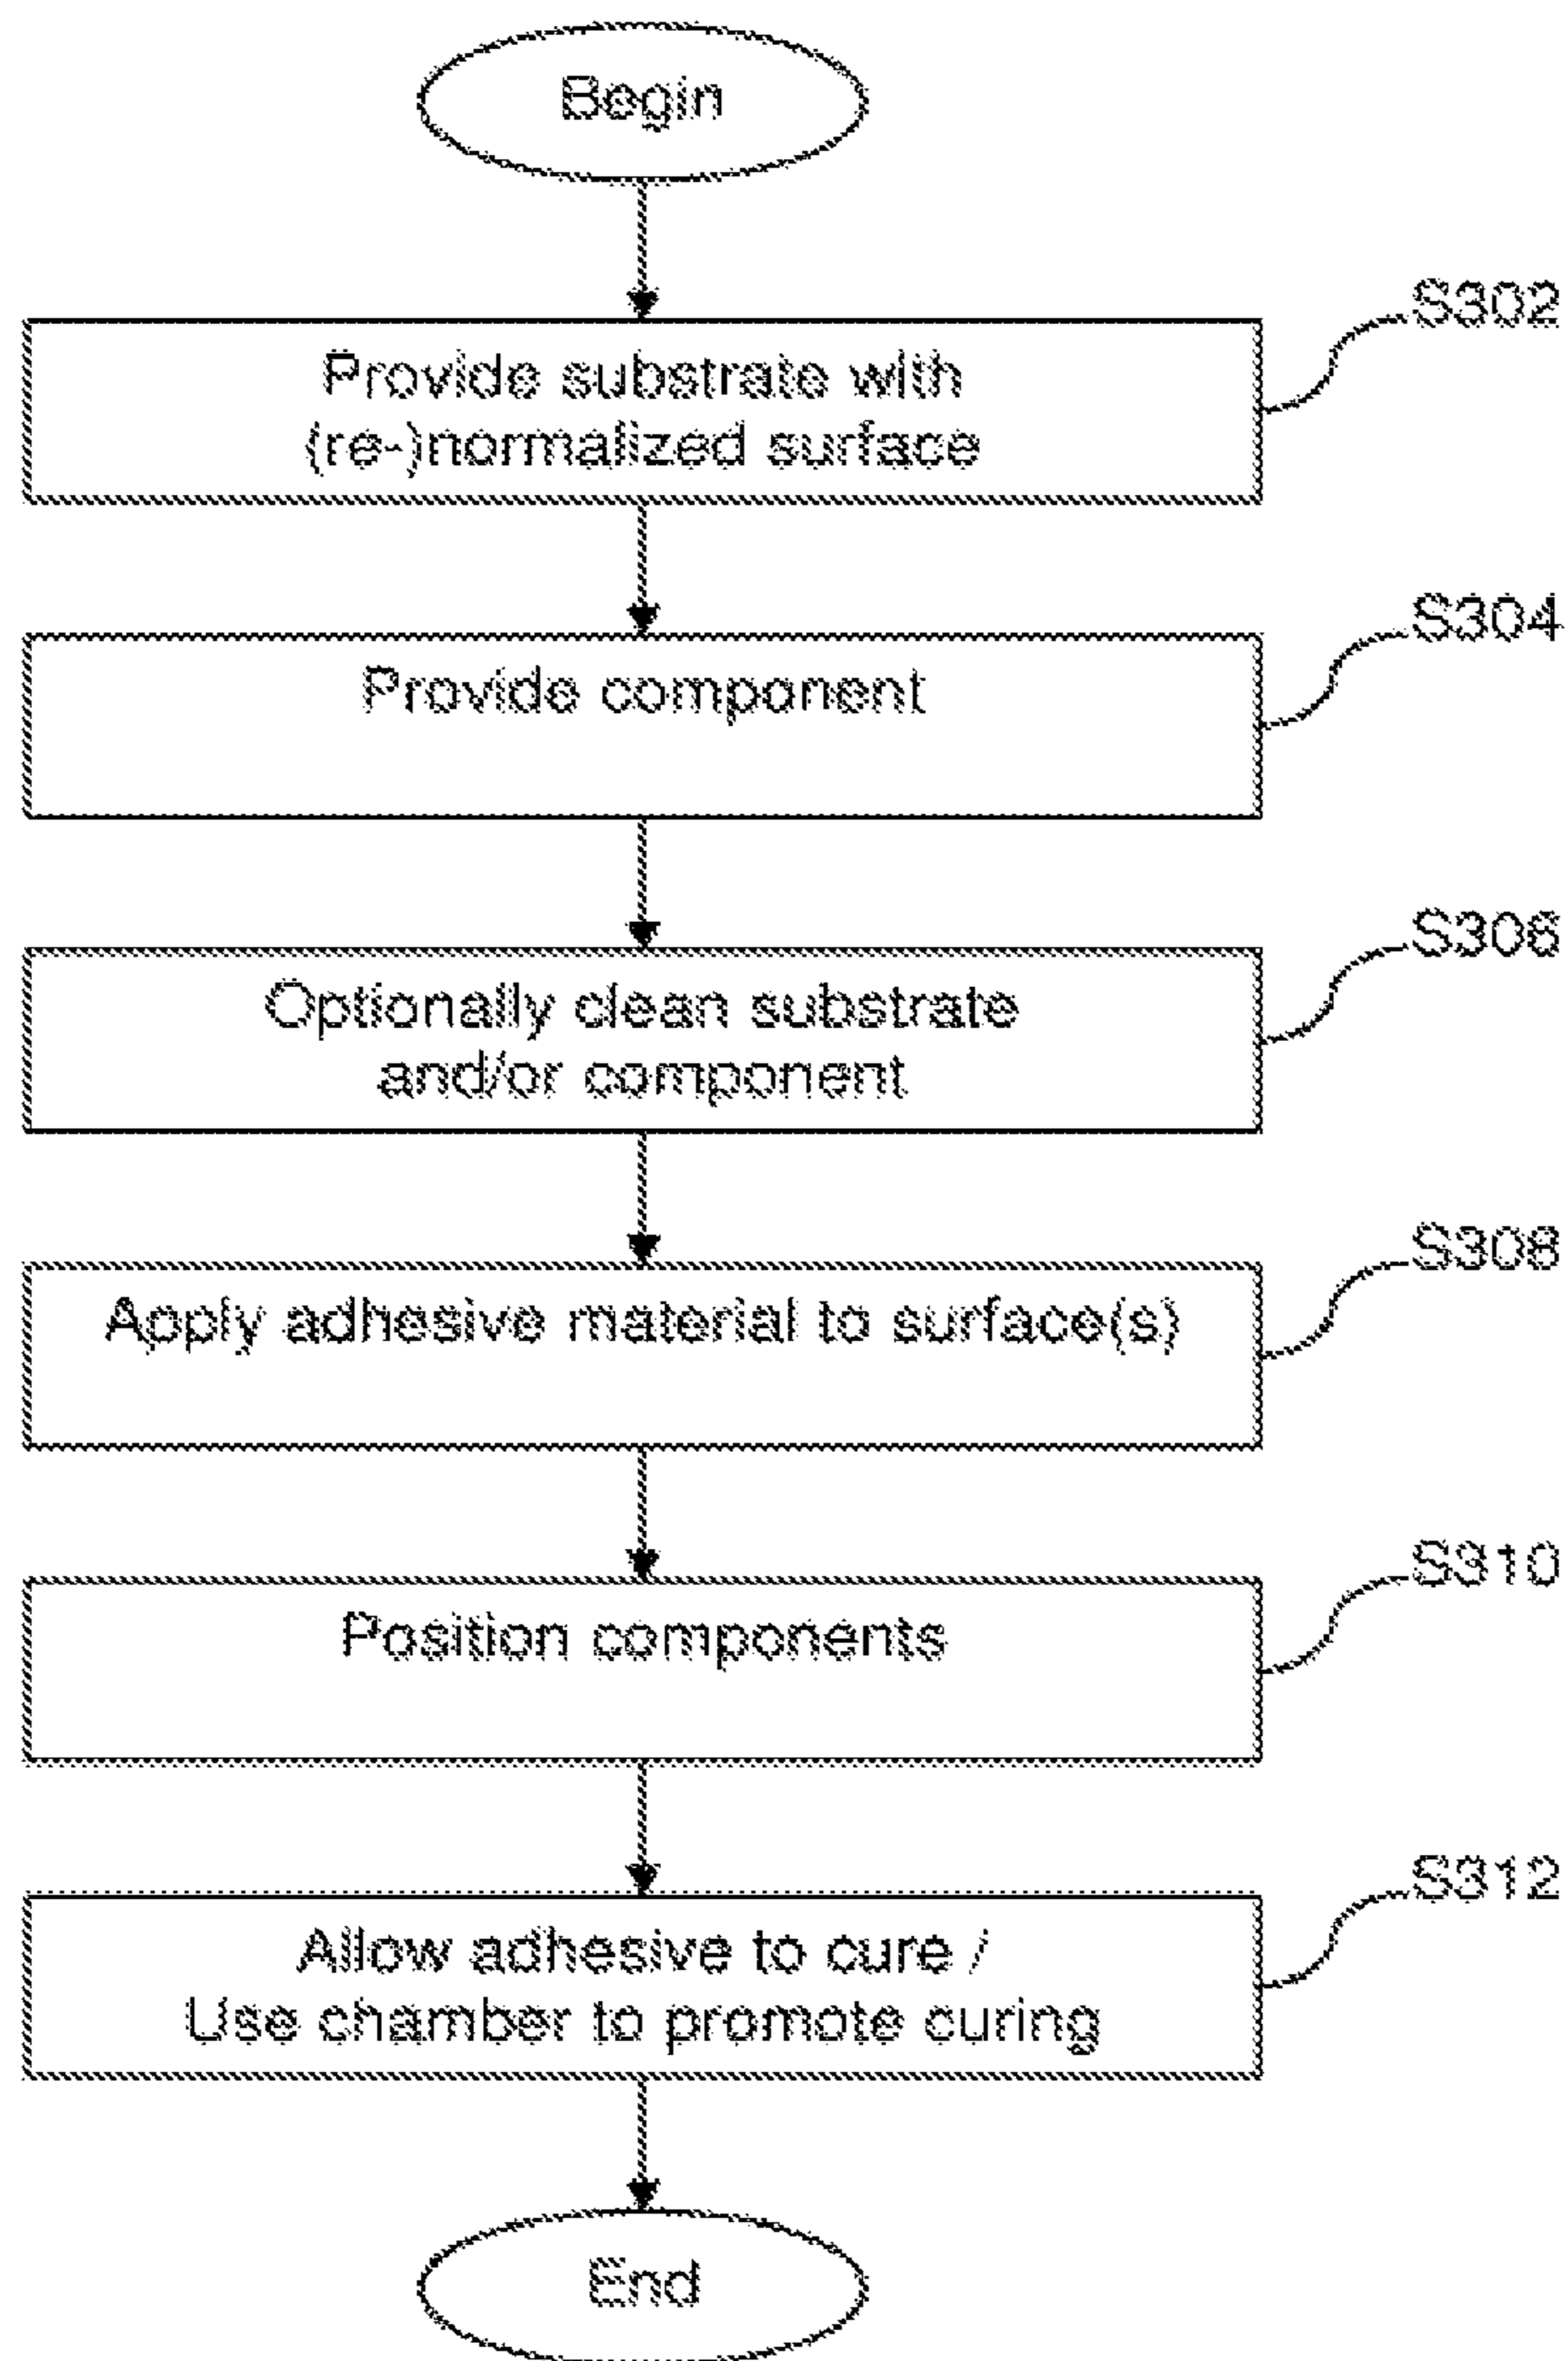 Begin
S302
Provide substrate with
(re-)normalized surface
S304
Provide component
S306
Optionally clean substrate
and/or component
S308
Apply adhesive material to surface(s)
S310
Position components
S312
Allow adhesive to cure /
Use chamber to promote curing
End